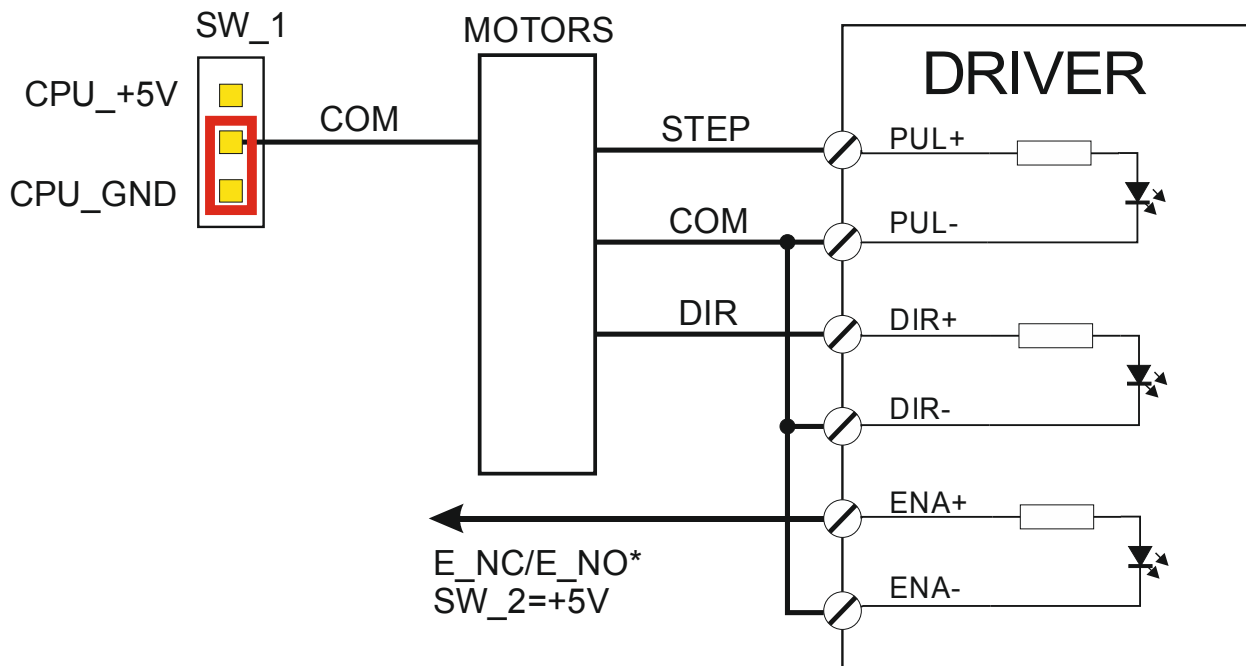 SW_1
MOTORS
DRIVER
CPU_+5V
COM
CPU_GND
STEP
COM
DIR
PUL+
PUL-
DIR+
DIR-
ENA+
ENA-
E_NC/E_NO*
SW_2=+5V